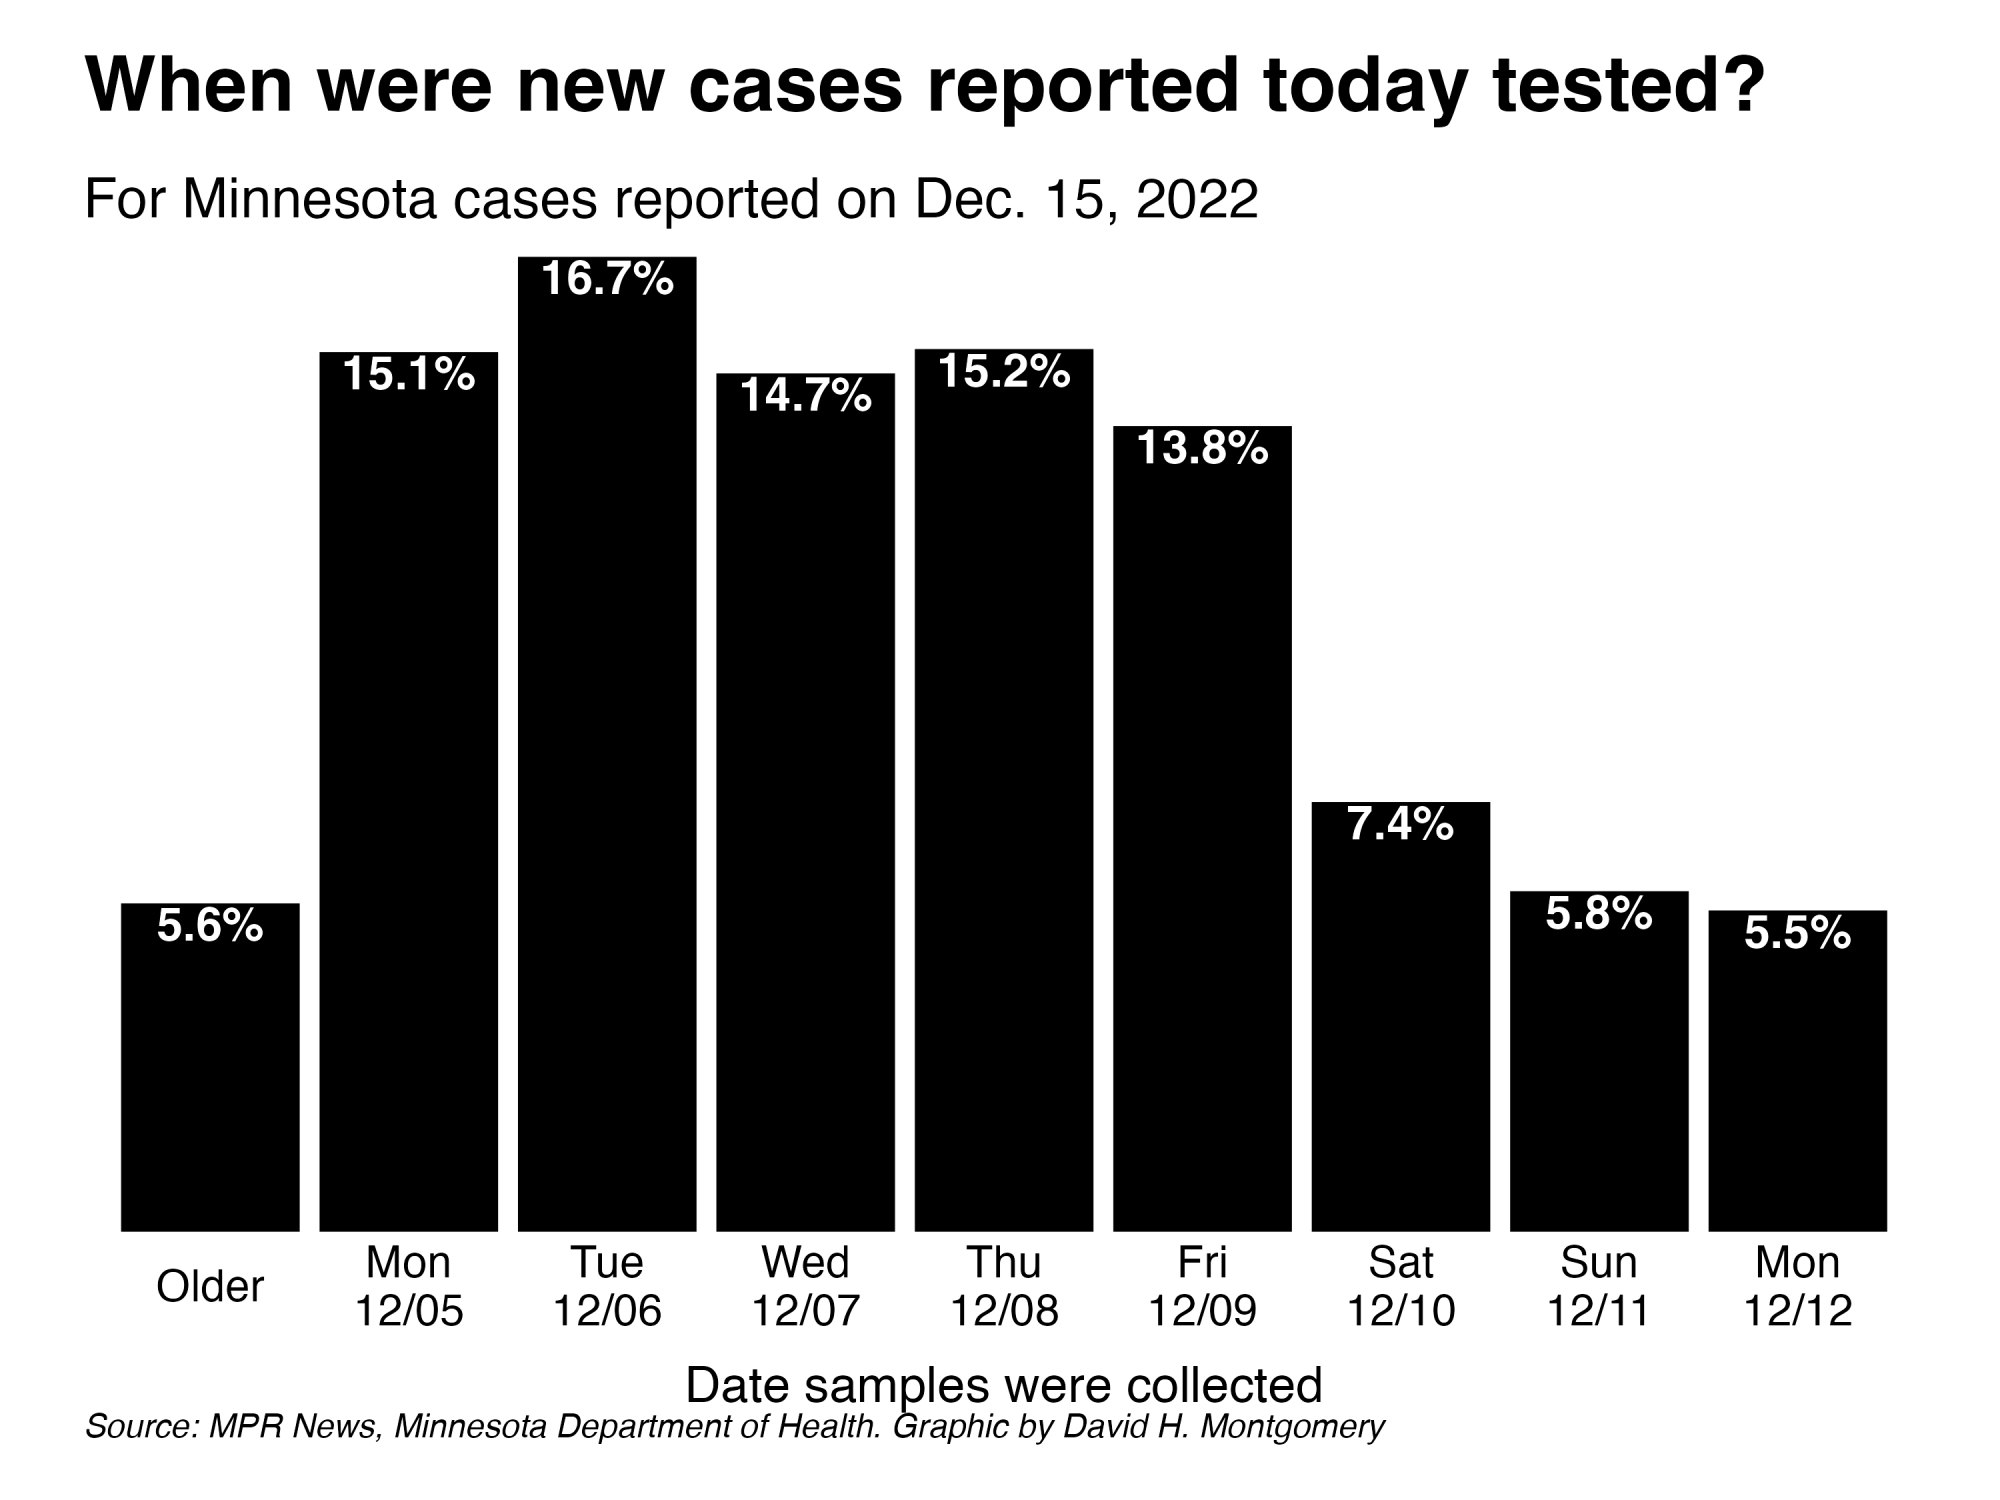 When were new cases reported today tested?
For Minnesota cases reported on Dec. 15, 2022
5.6%
15.1%
16.7%
14.7%
15.2%
13.8%
7.4%
5.8%
5.5%
Older
Mon
12/05
Tue
12/06
Wed
12/07
Thu
12/08
Fri
12/09
Sat
12/10
Sun
12/11
Mon
12/12
Date samples were collected
Source: MPR News, Minnesota Department of Health. Graphic by David H. Montgomery